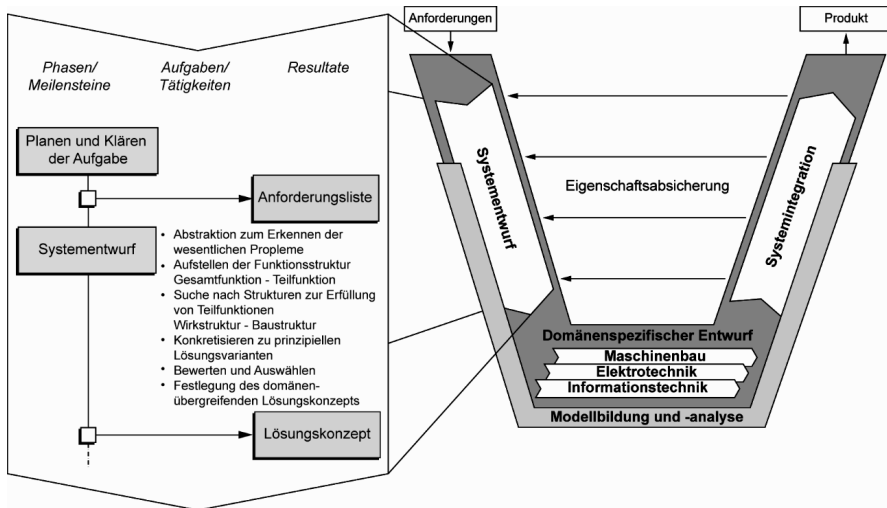 Phasen/
Meilensteine
Aufgaben/
Tätigkeiten
Resultate
Planen und Klären
der Aufgabe
Anforderungsliste
Systementwurf
• Abstraktion zum Erkennen der
wesentlichen Propleme
• Aufstellen der Funktionsstruktur
Gesamtfunktion - Teilfunktion
• Suche nach Strukturen zur Erfüllung
von Teilfunktionen
Wirkstruktur - Baustruktur
• Konkretisieren zu prinzipiellen
Lösungsvarianten
• Bewerten und Auswählen
• Festlegung des domänen-
übergreifenden Lösungskonzepts
Lösungskonzept
Anforderungen
Produkt
Systementwurf
Eigenschaftsabsicherung
Systemintegration
Domänenspezifischer Entwurf
Maschinenbau
Elektrotechnik
Informationstechnik
Modellbildung und -analyse